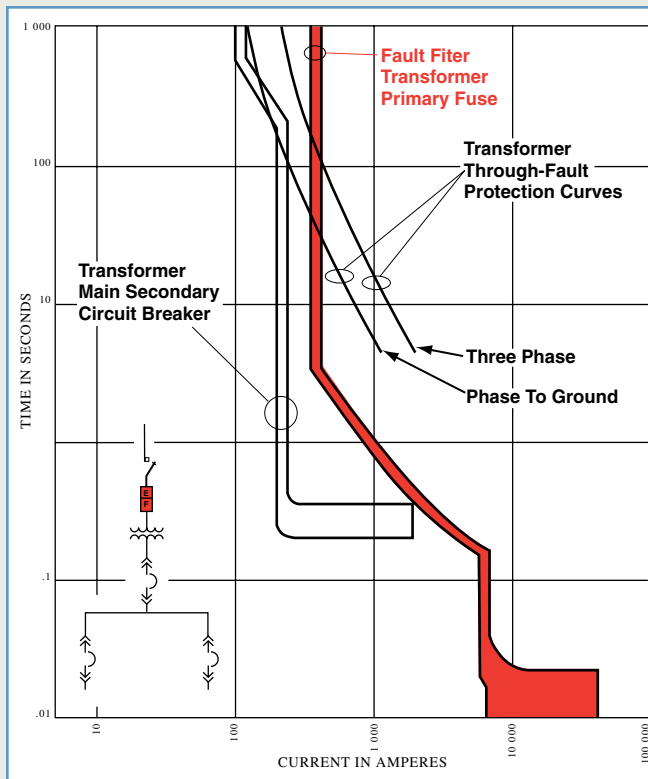 1 000
Fault Fiter
Transformer
Primary Fuse
100
Transformer
Through-Fault
Protection Curves
Transformer
Main Secondary
Circuit Breaker
10
TIME IN SECONDS
Three Phase
Phase To Ground
E
F
.1
.01
10
100
1 000
10 000
100 000
CURRENT IN AMPERES